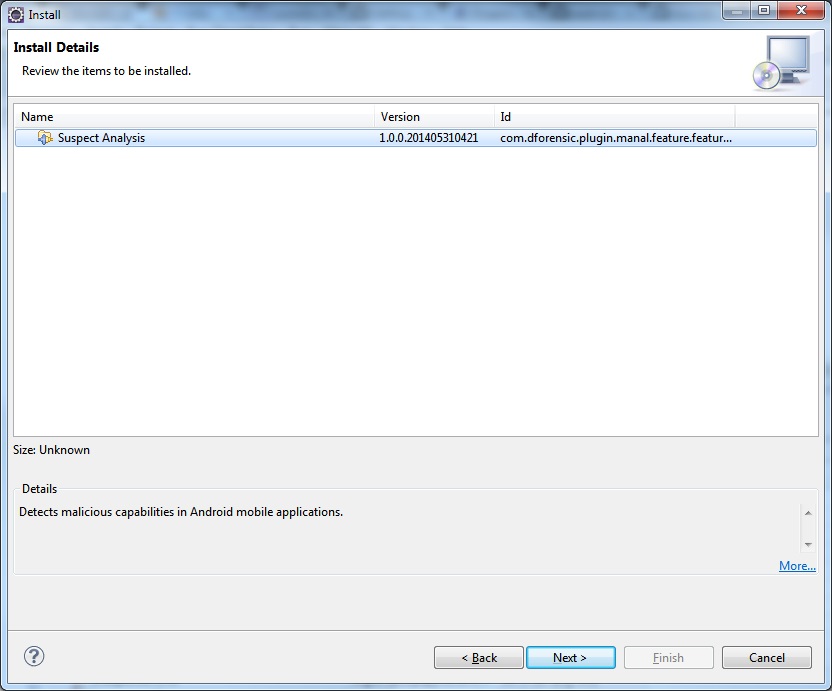 Install
Install Details
Review the items to be installed.
Name Version Id
Suspect Analysis 1.0.0.201405310421 com.dforensic.plugin.manal.feature.featur...
Size: Unknown
Details
Detects malicious capabilities in Android mobile applications.
More...
? < Back Next > Finish Cancel